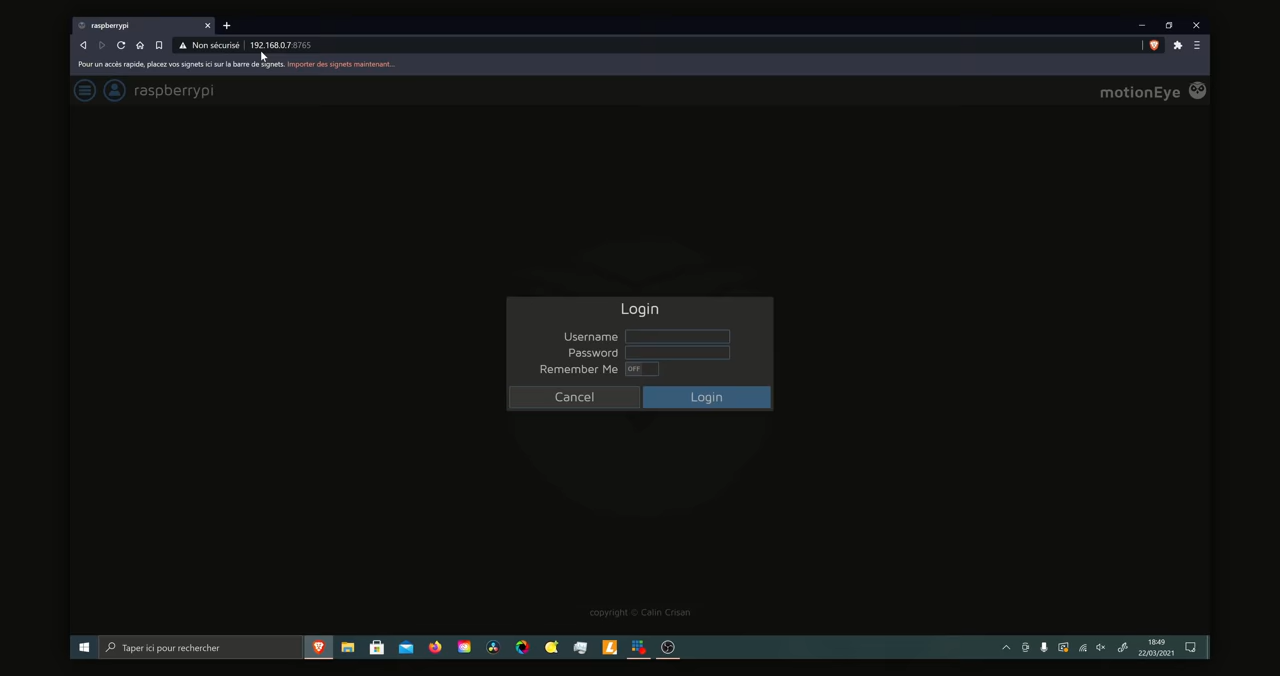 raspberrypi
Non sécurisé 192.168.0.7:8765
Pour un accès rapide, placez vos signets ici sur la barre de signets. Importer des signets maintenant...
raspberrypi
motionEye
Login
Username
Password
Remember Me OFF
Cancel Login
copyright © Calin Crisan
Taper ici pour rechercher
18:49
22/03/2021